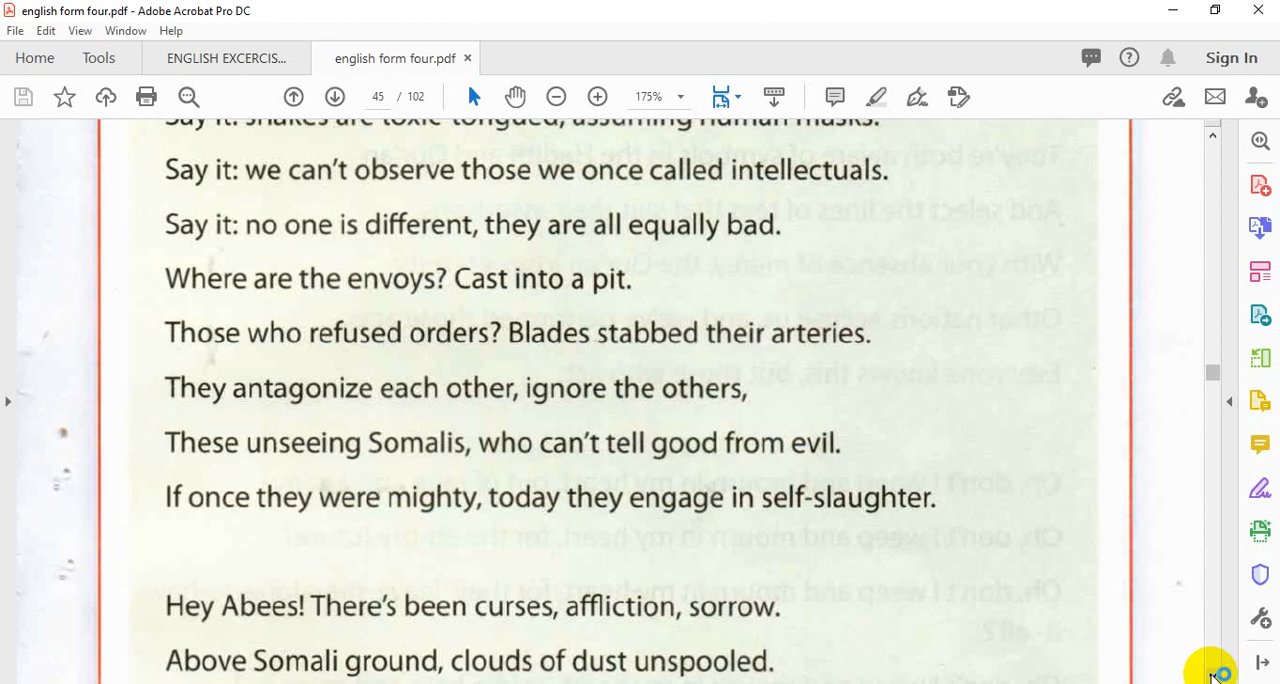 english form four.pdf - Adobe Acrobat Pro DC
File Edit View Window Help
Home Tools ENGLISH EXCERCIS... english form four.pdf × Sign In
45 / 102 175%
Say it: snakes are toxic-tongued, assuming human masks.
Say it: we can't observe those we once called intellectuals.
Say it: no one is different, they are all equally bad.
Where are the envoys? Cast into a pit.
Those who refused orders? Blades stabbed their arteries.
They antagonize each other, ignore the others,
These unseeing Somalis, who can't tell good from evil.
If once they were mighty, today they engage in self-slaughter.
Hey Abees! There's been curses, affliction, sorrow.
Above Somali ground, clouds of dust unspooled.